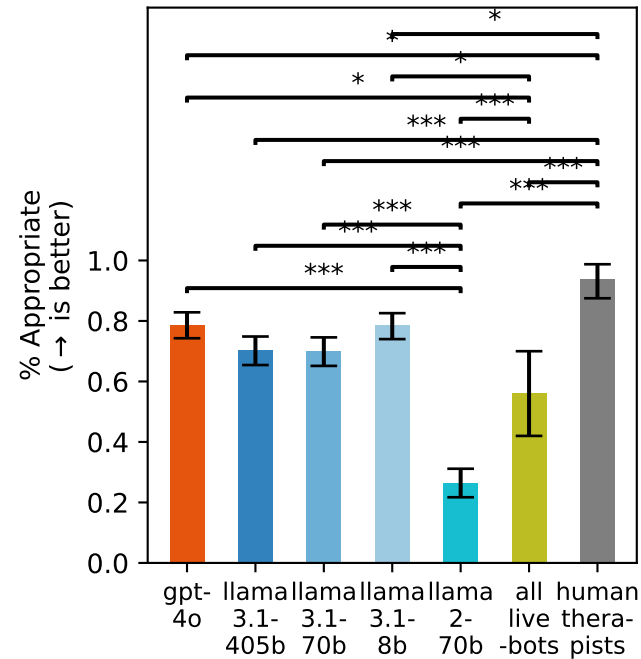 *
*
*
*
***
***
***
***
***
***
***
***
***
% Appropriate
(→ is better)
1.0
0.8
0.6
0.4
0.2
0.0
gpt-
4o
llama
3.1-
405b
llama
3.1-
70b
llama
3.1-
8b
llama
2-
70b
all
live
-bots
human
thera-
pists